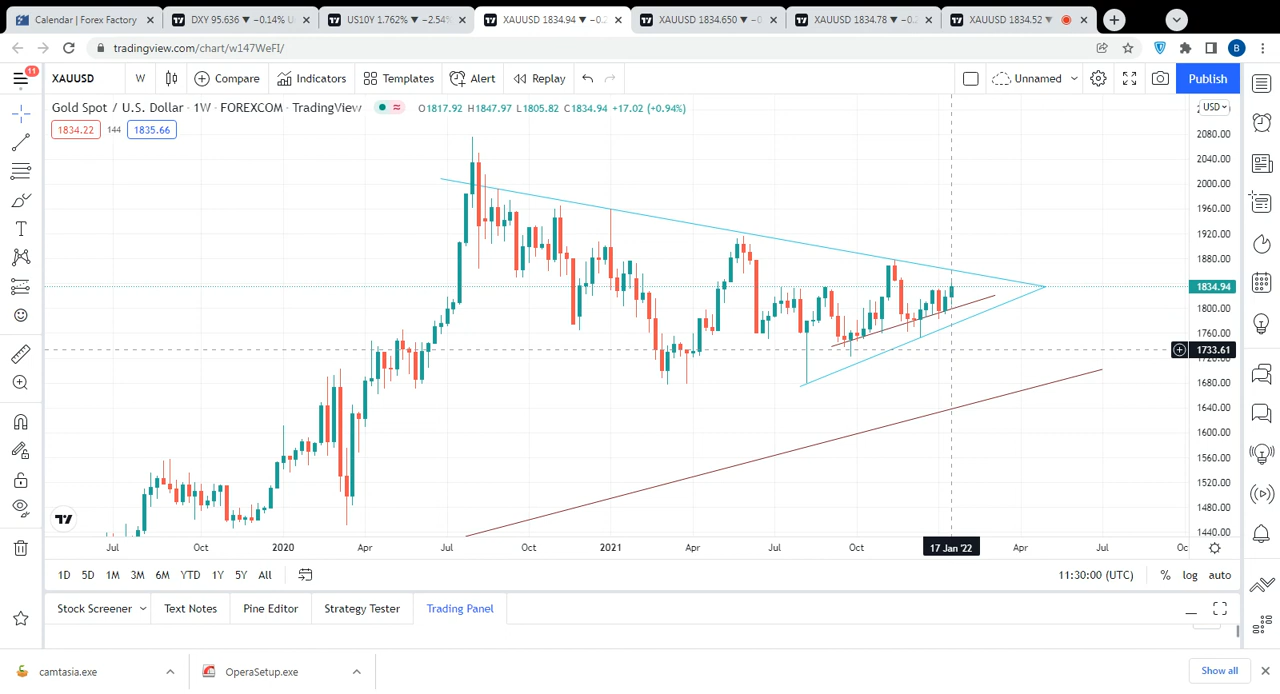 Calendar | Forex Factory
DXY 95.636 ▼ −0.14% U
US10Y 1.762% ▼ −2.54%
XAUUSD 1834.94 ▼ −0.
XAUUSD 1834.650 ▼ −0
XAUUSD 1834.78 ▼ −0.
XAUUSD 1834.52 ▼
tradingview.com/chart/w147WeFI/
B
11
XAUUSD W Compare Indicators Templates Alert Replay Unnamed Publish
Gold Spot / U.S. Dollar · 1W · FOREXCOM · TradingView O1817.92 H1847.97 L1805.82 C1834.94 +17.02 (+0.94%)
USD
1834.22 144 1835.66
2080.00
2040.00
2000.00
1960.00
1920.00
1880.00
1834.94
1800.00
1760.00
1733.61
1720.00
1680.00
1640.00
1600.00
1560.00
1520.00
1480.00
1440.00
Jul Oct 2020 Apr Jul Oct 2021 Apr Jul Oct 17 Jan '22 Apr Jul Oc
1D 5D 1M 3M 6M YTD 1Y 5Y All 11:30:00 (UTC) % log auto
Stock Screener Text Notes Pine Editor Strategy Tester Trading Panel
camtasia.exe OperaSetup.exe Show all